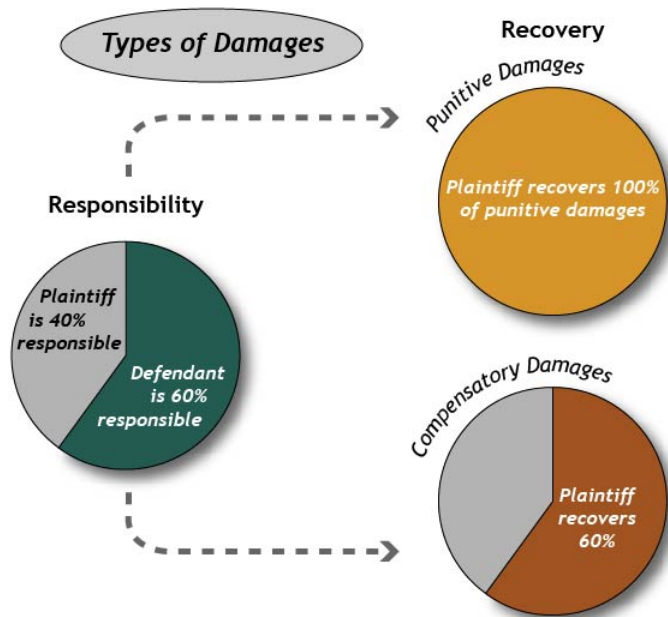 Types of Damages
Recovery
Punitive Damages
Plaintiff recovers 100%
of punitive damages
Responsibility
Plaintiff
is 40%
responsible
Defendant
is 60%
responsible
Compensatory Damages
Plaintiff
recovers
60%